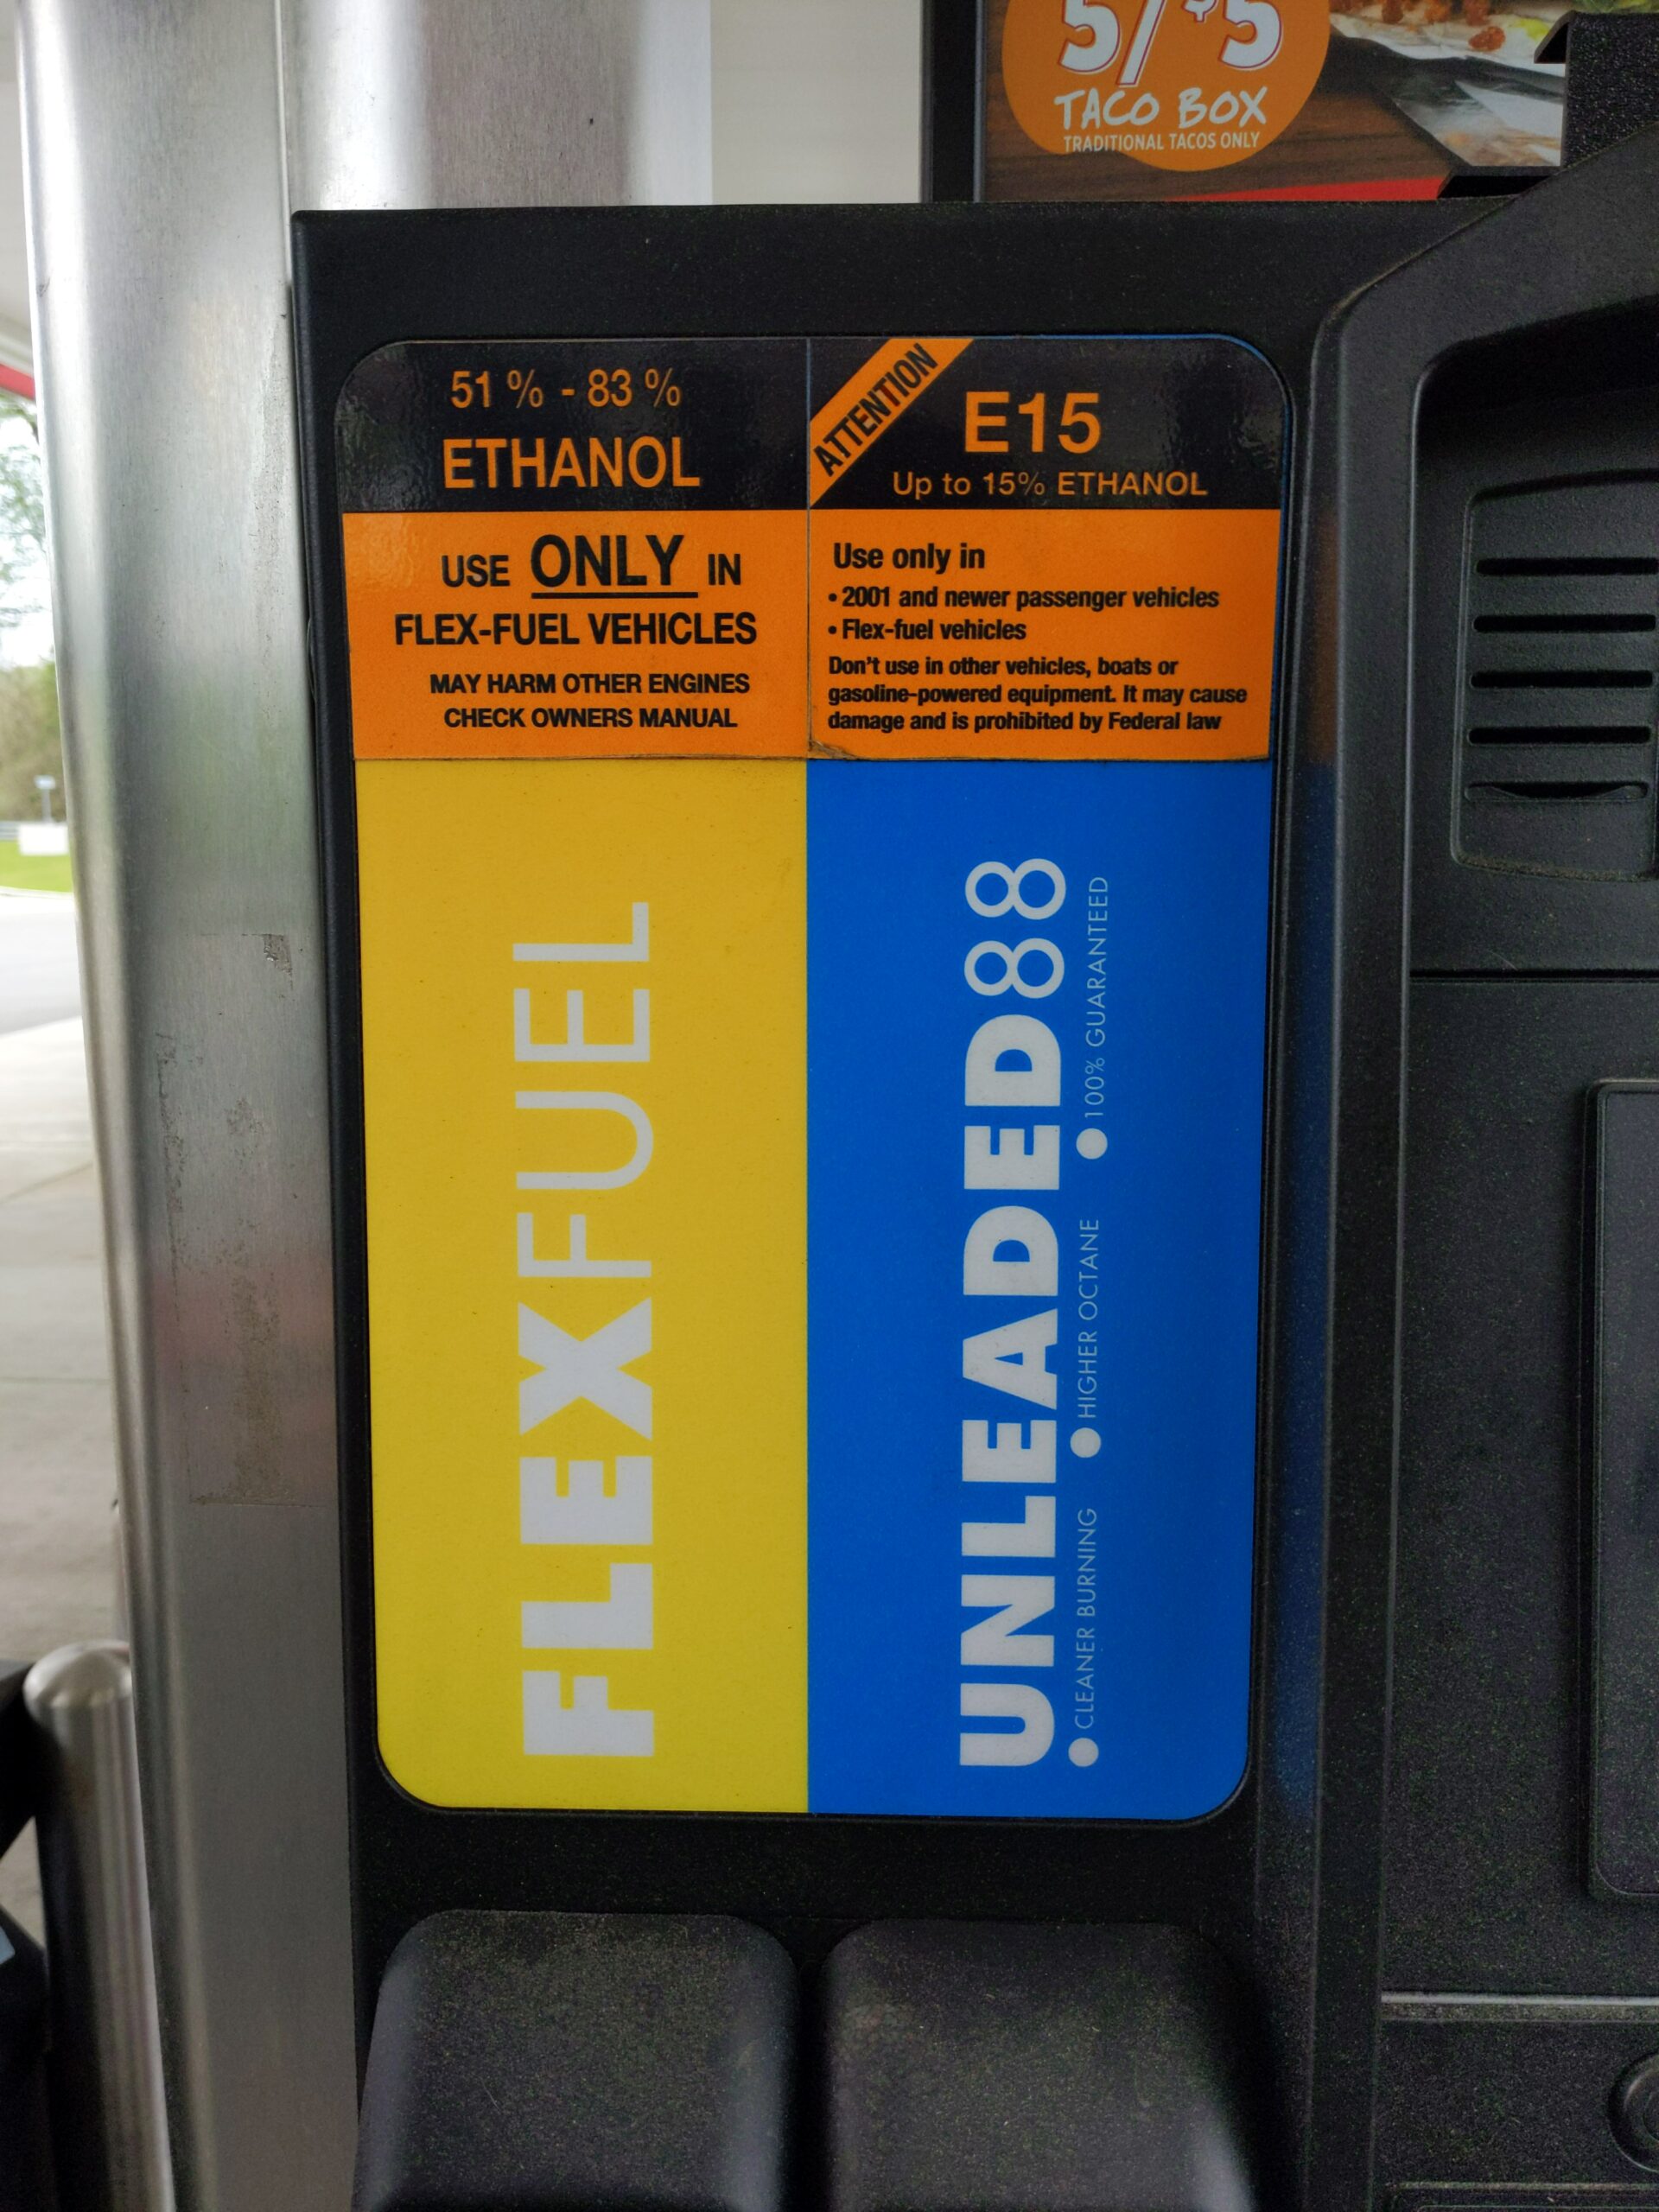 5/$5
TACO BOX
TRADITIONAL TACOS ONLY
51 % - 83 %
ETHANOL
USE ONLY IN
FLEX-FUEL VEHICLES
MAY HARM OTHER ENGINES
CHECK OWNERS MANUAL
FLEXFUEL
ATTENTION
E15
Up to 15% ETHANOL
Use only in
• 2001 and newer passenger vehicles
• Flex-fuel vehicles
Don't use in other vehicles, boats or
gasoline-powered equipment. It may cause
damage and is prohibited by Federal law
UNLEADED88
• CLEANER BURNING • HIGHER OCTANE • 100% GUARANTEED